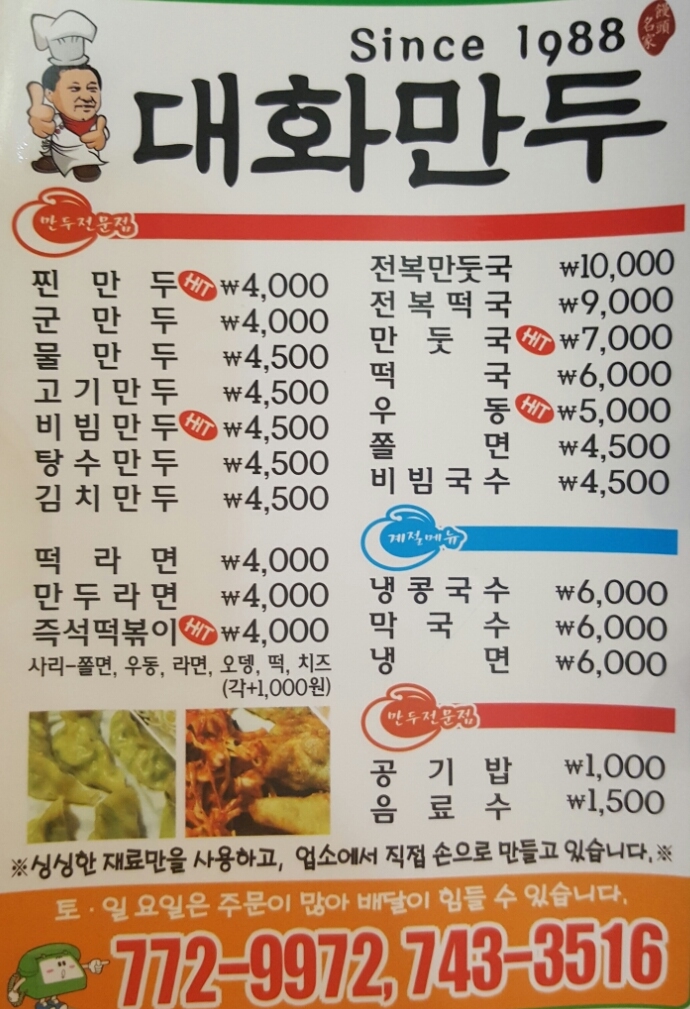 Since 1988
饅頭名家
대화만두
만두전문점
찐만두 HIT ₩4,000
군만두 ₩4,000
물만두 ₩4,500
고기만두 ₩4,500
비빔만두 HIT ₩4,500
탕수만두 ₩4,500
김치만두 ₩4,500
떡라면 ₩4,000
만두라면 ₩4,000
즉석떡볶이 HIT ₩4,000
사리-쫄면, 우동, 라면, 오뎅, 떡, 치즈
(각+1,000원)
전복만둣국 ₩10,000
전복떡국 ₩9,000
만둣국 HIT ₩7,000
떡국 ₩6,000
우동 HIT ₩5,000
쫄면 ₩4,500
비빔국수 ₩4,500
계절메뉴
냉콩국수 ₩6,000
막국수 ₩6,000
냉면 ₩6,000
만두전문점
공기밥 ₩1,000
음료수 ₩1,500
※싱싱한 재료만을 사용하고, 업소에서 직접 손으로 만들고 있습니다.※
토·일요일은 주문이 많아 배달이 힘들 수 있습니다.
772-9972, 743-3516